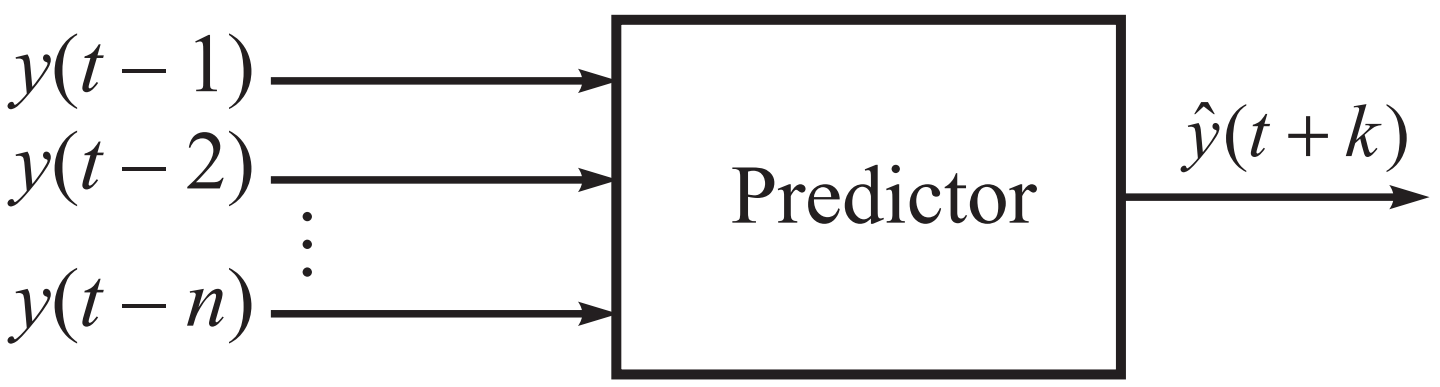 y(t − 1)
y(t − 2)
⋮
y(t − n)
Predictor
ŷ(t + k)